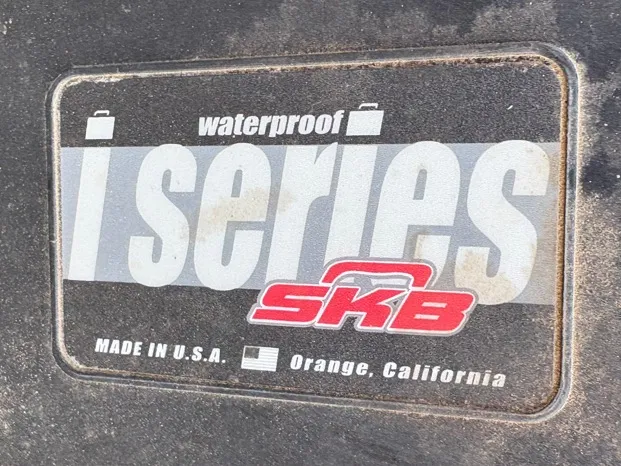 waterproof
i series
SKB
MADE IN U.S.A. Orange, California